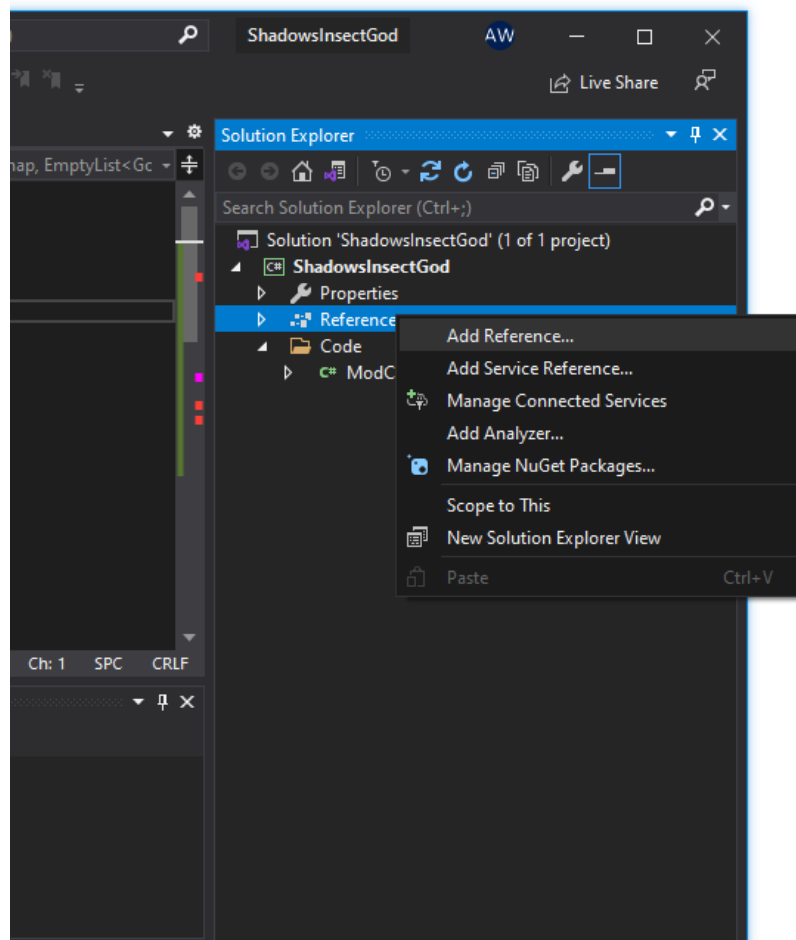 ShadowsInsectGod AW
Live Share
Solution Explorer
nap, EmptyList<Gc
Search Solution Explorer (Ctrl+;)
Solution 'ShadowsInsectGod' (1 of 1 project)
C# ShadowsInsectGod
Properties
Reference
Add Reference...
Code
Add Service Reference...
C# ModC
Manage Connected Services
Add Analyzer...
Manage NuGet Packages...
Scope to This
New Solution Explorer View
Paste Ctrl+V
Ch: 1 SPC CRLF